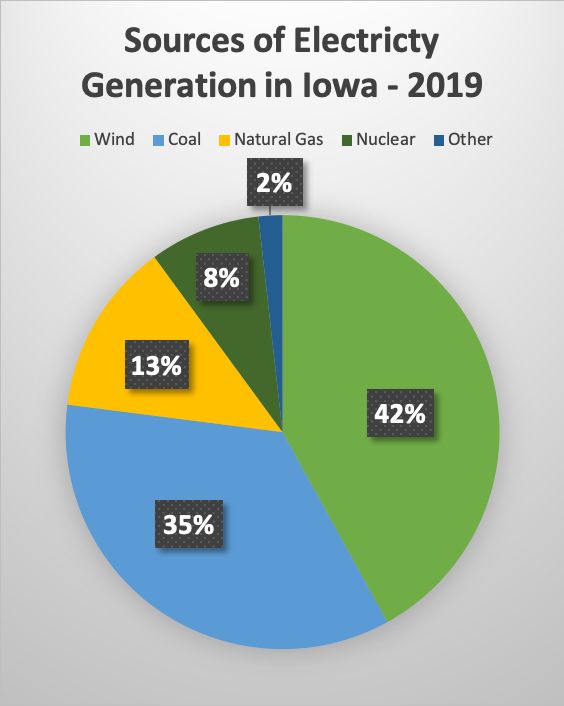 Sources of Electricty
Generation in Iowa - 2019
Wind Coal Natural Gas Nuclear Other
2%
8%
13%
42%
35%